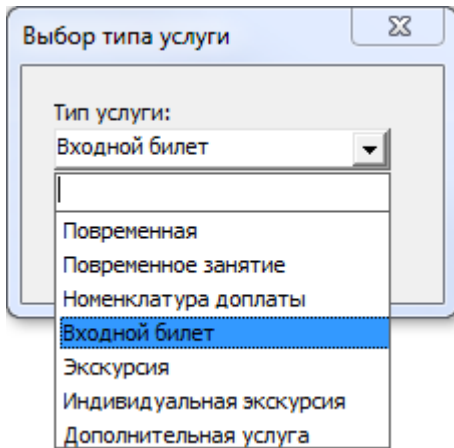 Выбор типа услуги
Тип услуги:
Входной билет
Повременная
Повременное занятие
Номенклатура доплаты
Входной билет
Экскурсия
Индивидуальная экскурсия
Дополнительная услуга